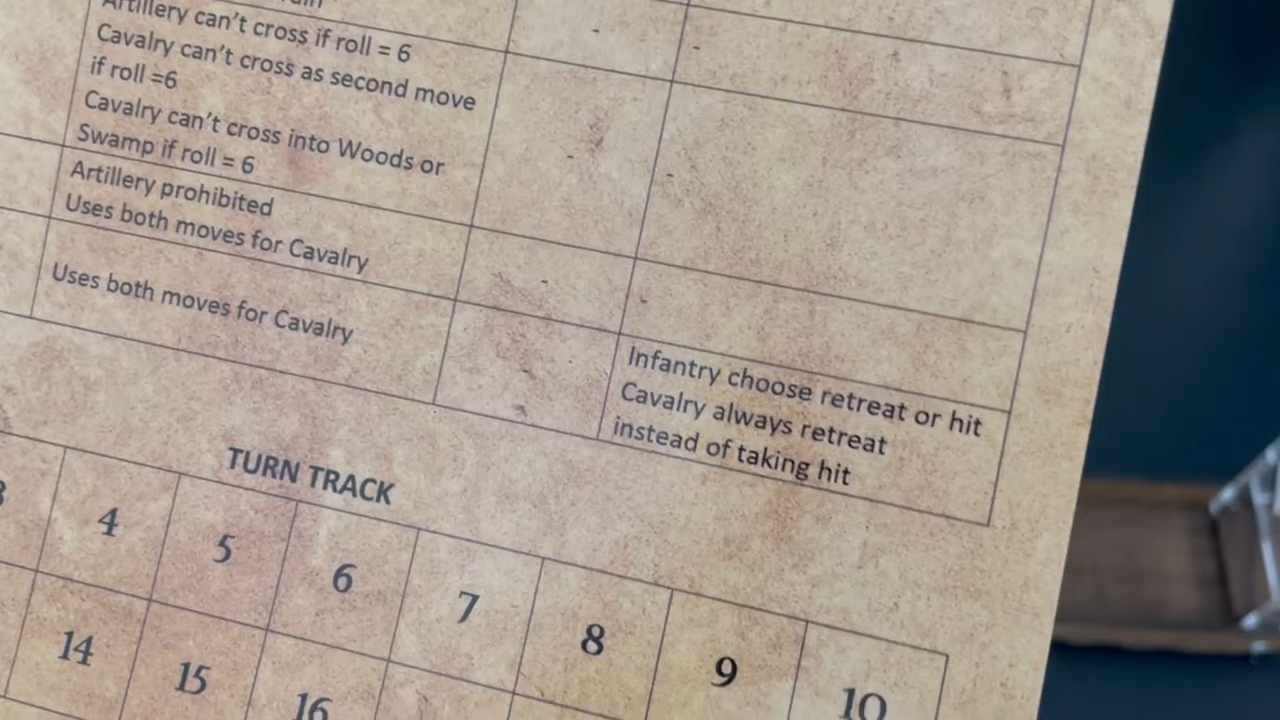 Artillery can't cross if roll = 6
Cavalry can't cross as second move
if roll =6
Cavalry can't cross into Woods or
Swamp if roll = 6
-
-
-
-
Artillery prohibited
Uses both moves for Cavalry
-
Uses both moves for Cavalry
Infantry choose retreat or hit
Cavalry always retreat
instead of taking hit
TURN TRACK
4 5 6 7 8 9 10
14 15 16